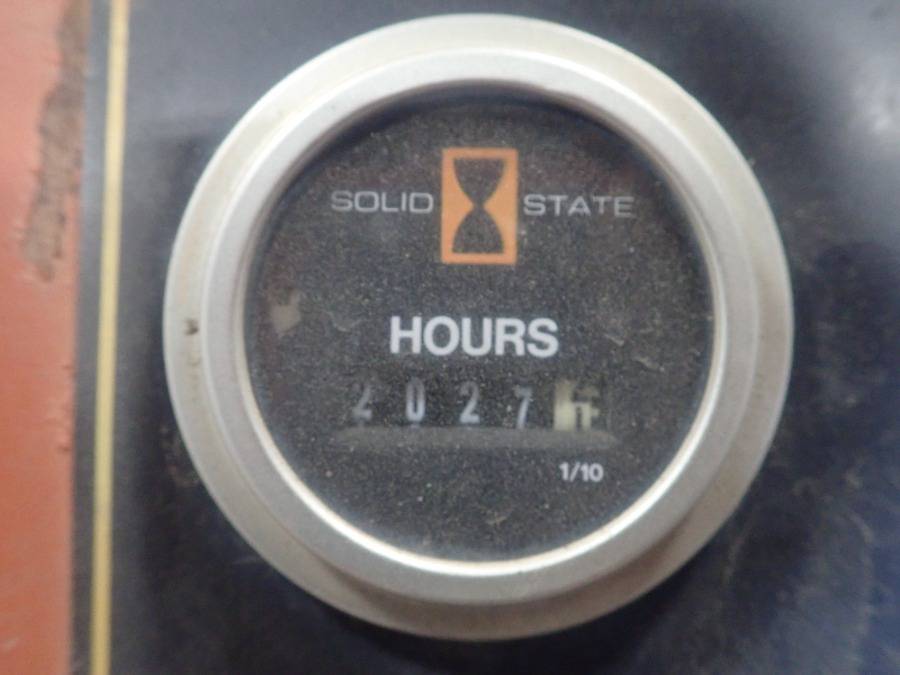 SOLID STATE
HOURS
2027
1/10